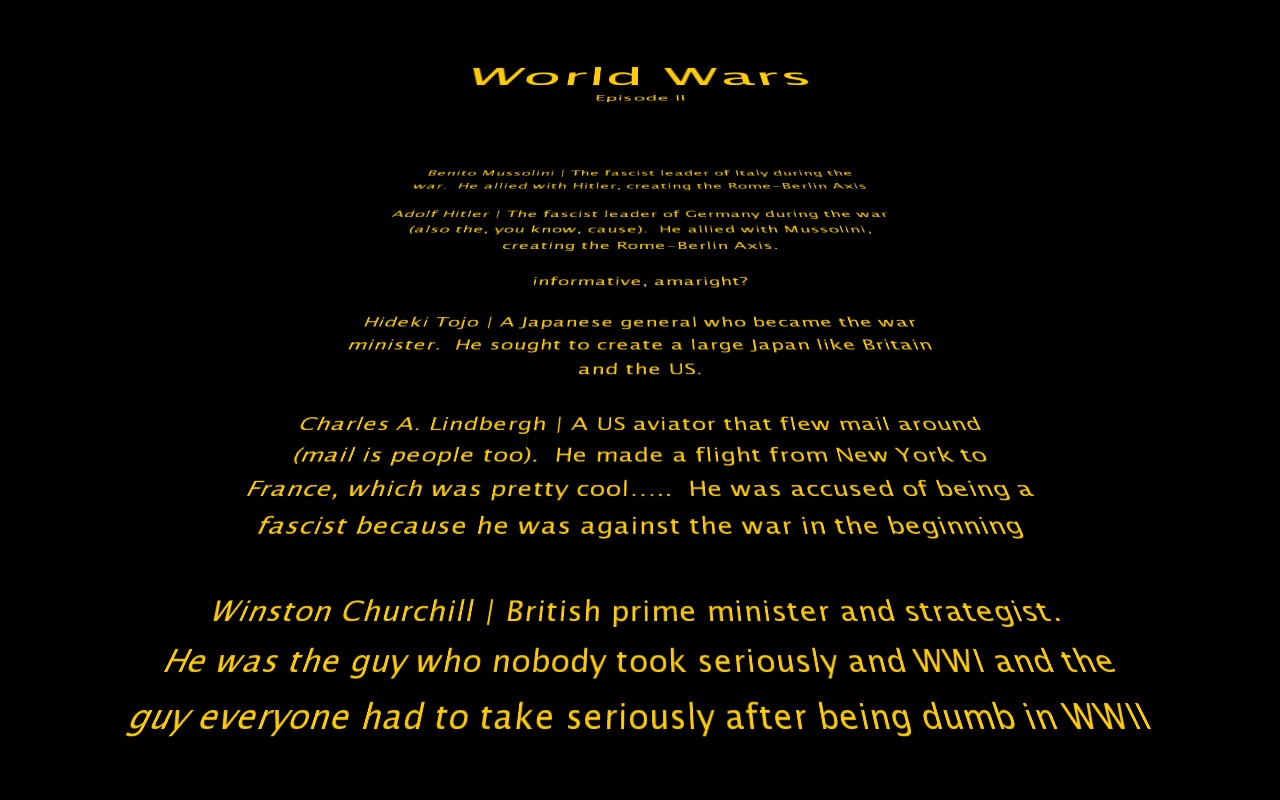 World Wars
Episode II
Benito Mussolini | The fascist leader of Italy during the
war.  He allied with Hitler, creating the Rome-Berlin Axis
Adolf Hitler | The fascist leader of Germany during the war
(also the, you know, cause).  He allied with Mussolini,
creating the Rome-Berlin Axis.
informative, amaright?
Hideki Tojo | A Japanese general who became the war
minister.  He sought to create a large Japan like Britain
and the US.
Charles A. Lindbergh | A US aviator that flew mail around
(mail is people too).  He made a flight from New York to
France, which was pretty cool.....  He was accused of being a
fascist because he was against the war in the beginning
Winston Churchill | British prime minister and strategist.
He was the guy who nobody took seriously and WWI and the
guy everyone had to take seriously after being dumb in WWII